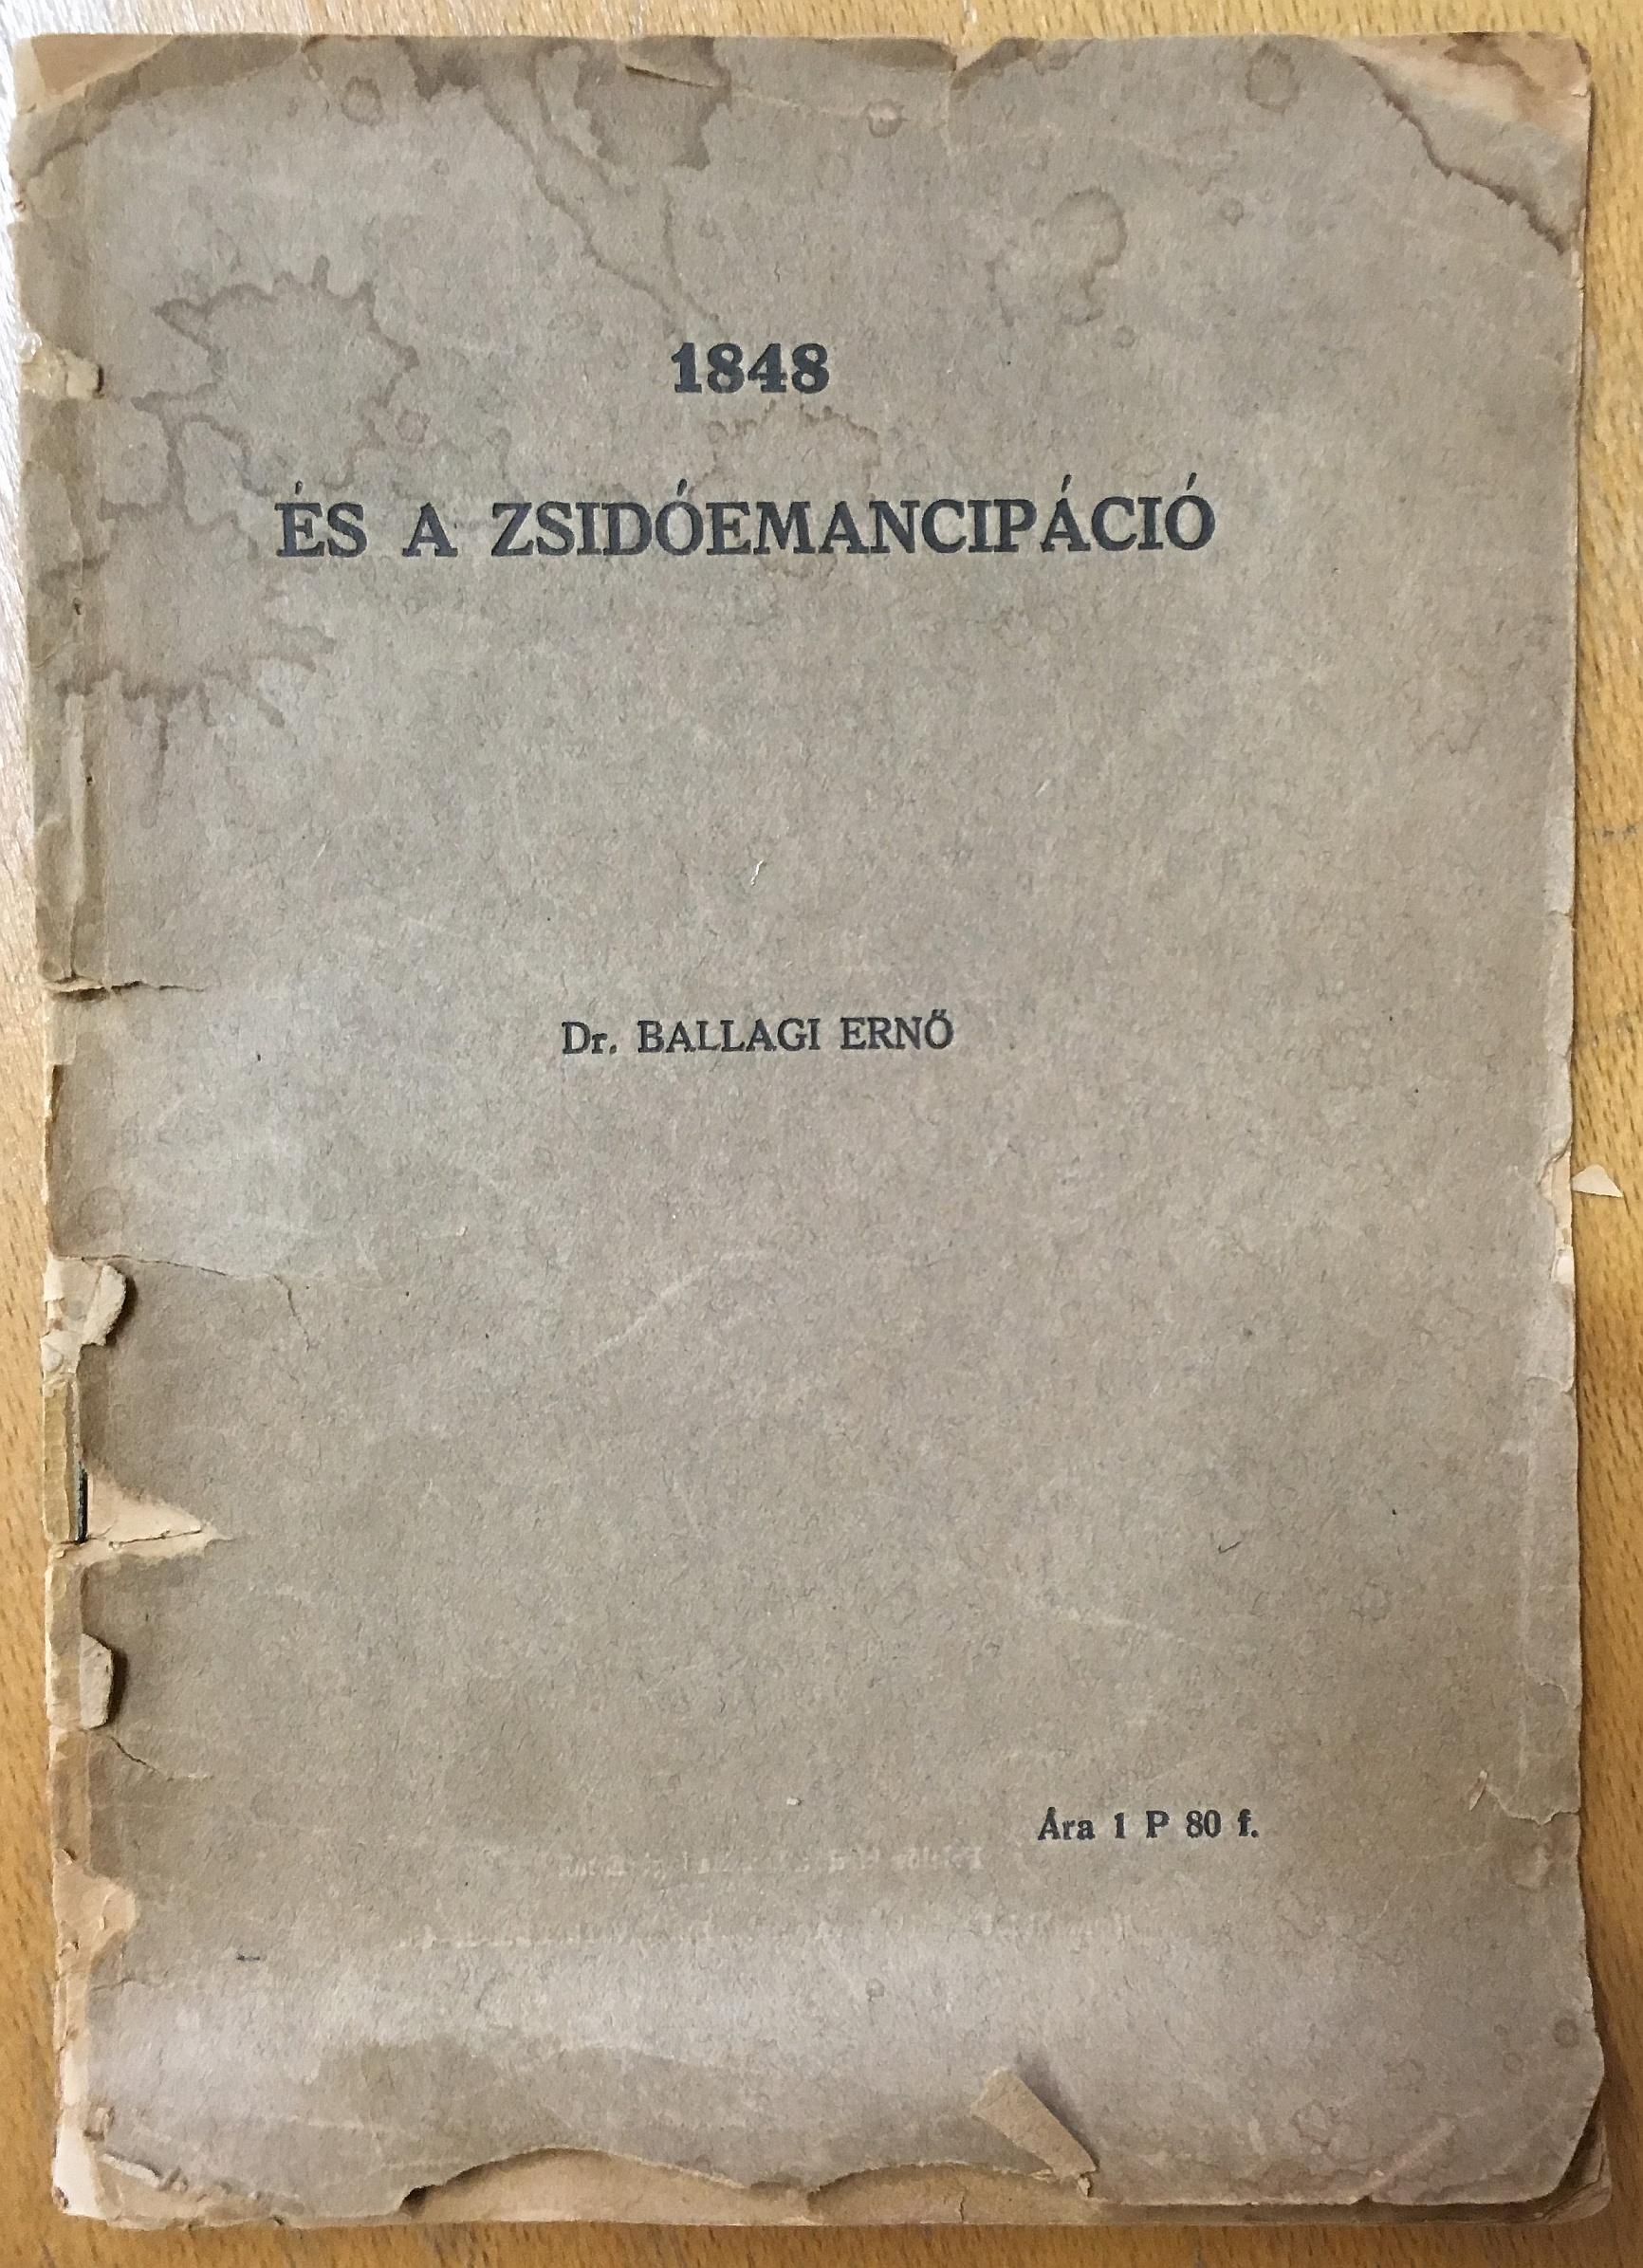 1848
ÉS A ZSIDÓEMANCIPÁCIÓ
Dr. BALLAGI ERNŐ
Ára 1 P 80 f.